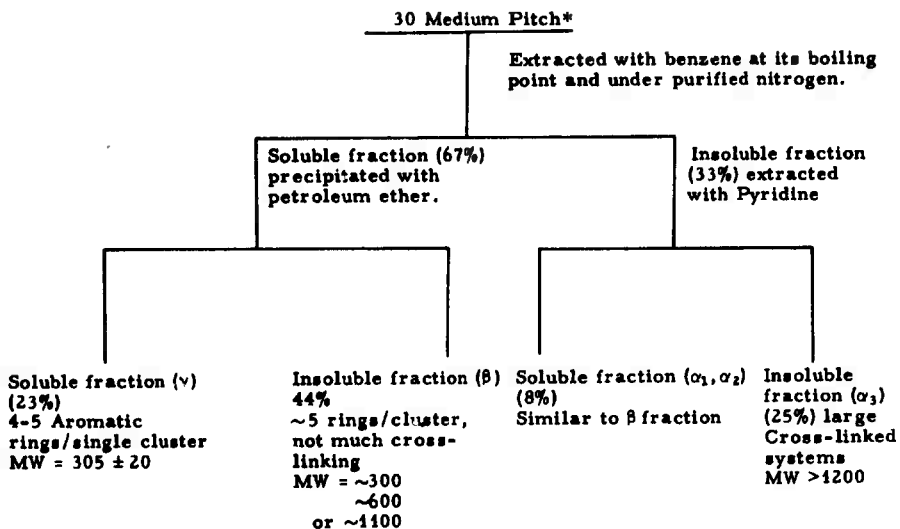 30 Medium Pitch*
Extracted with benzene at its boiling
point and under purified nitrogen.
Soluble fraction (67%)
precipitated with
petroleum ether.
Insoluble fraction
(33%) extracted
with Pyridine
Soluble fraction (γ)
(23%)
4-5 Aromatic
rings/single cluster
MW = 305 ± 20
Insoluble fraction (β)
44%
~5 rings/cluster,
not much cross-
linking
MW = ~300
~600
or ~1100
Soluble fraction (α₁, α₂)
(8%)
Similar to β fraction
Insoluble
fraction (α₃)
(25%) large
Cross-linked
systems
MW >1200